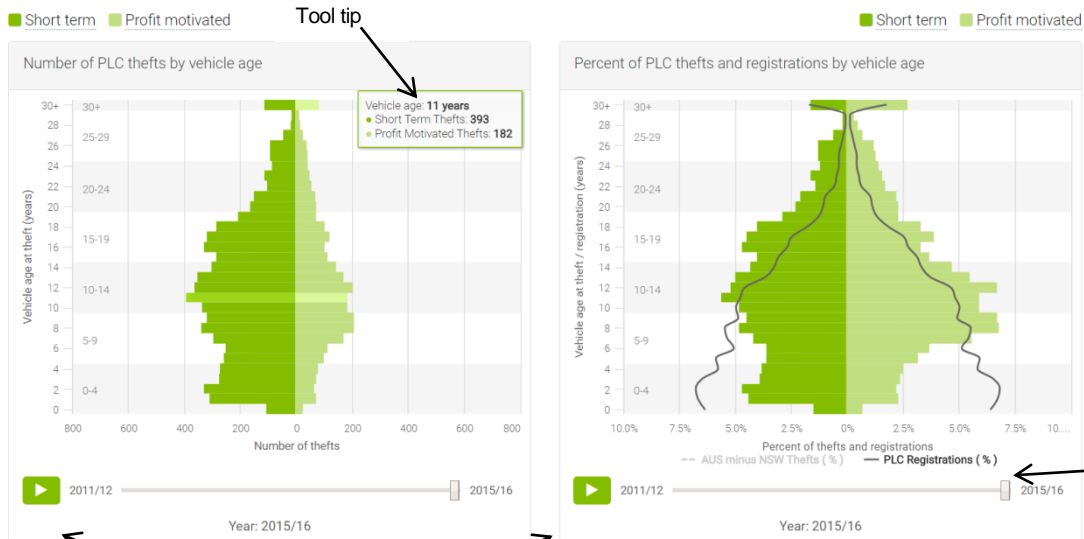 Tool tip
Short term Profit motivated
Short term Profit motivated
Number of PLC thefts by vehicle age
Vehicle age: 11 years
Short Term Thefts: 393
Profit Motivated Thefts: 182
Vehicle age at theft (years)
30+
28
26
24
22
20
18
16
14
12
10
8
6
4
2
0
30+
25-29
20-24
15-19
10-14
5-9
0-4
800 600 400 200 0 200 400 600 800
Number of thefts
2011/12 2015/16
Year: 2015/16
Percent of PLC thefts and registrations by vehicle age
Vehicle age at theft / registration (years)
30+
28
26
24
22
20
18
16
14
12
10
8
6
4
2
0
30+
25-29
20-24
15-19
10-14
5-9
0-4
10.0% 7.5% 5.0% 2.5% 0% 2.5% 5.0% 7.5% 10....
Percent of thefts and registrations
AUS minus NSW Thefts ( % ) PLC Registrations ( % )
2011/12 2015/16
Year: 2015/16